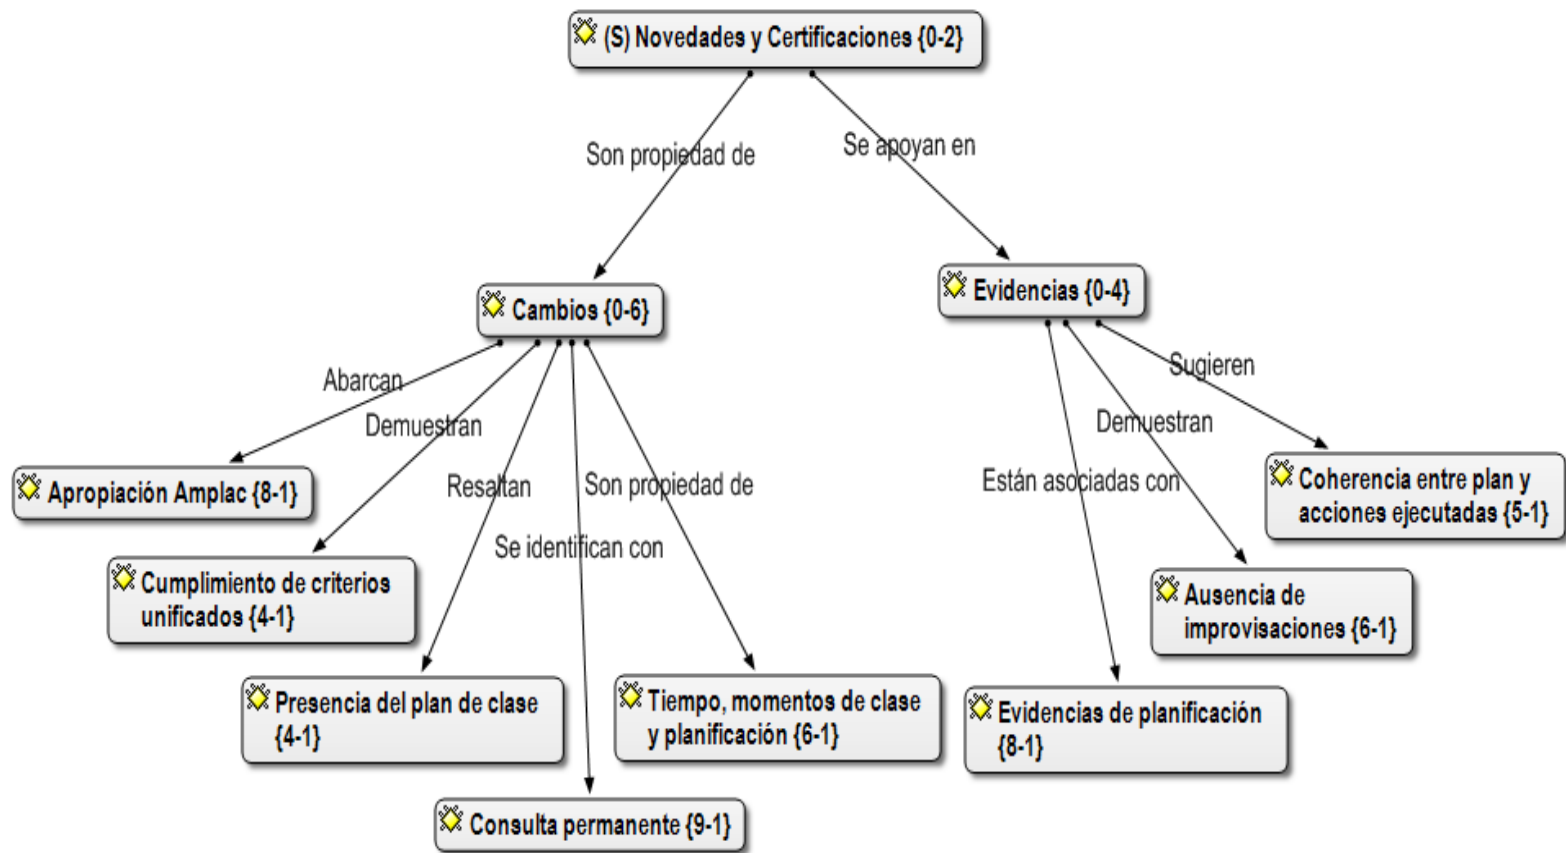 (S) Novedades y Certificaciones {0-2}
Son propiedad de
Se apoyan en
Cambios {0-6}
Evidencias {0-4}
Abarcan
Demuestran
Resaltan
Se identifican con
Son propiedad de
Están asociadas con
Demuestran
Sugieren
Apropiación Amplac {8-1}
Cumplimiento de criterios
unificados {4-1}
Presencia del plan de clase
{4-1}
Consulta permanente {9-1}
Tiempo, momentos de clase
y planificación {6-1}
Evidencias de planificación
{8-1}
Ausencia de
improvisaciones {6-1}
Coherencia entre plan y
acciones ejecutadas {5-1}